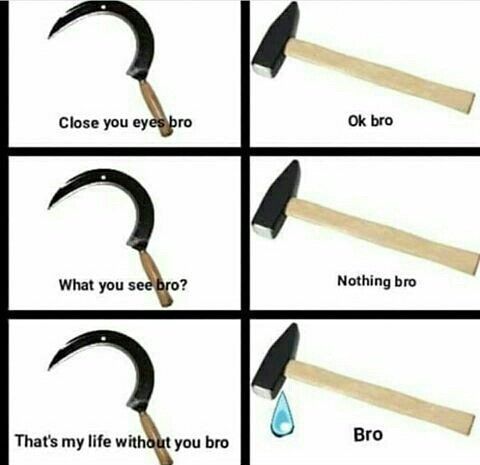 Close you eyes bro
Ok bro
What you see bro?
Nothing bro
That's my life without you bro
Bro